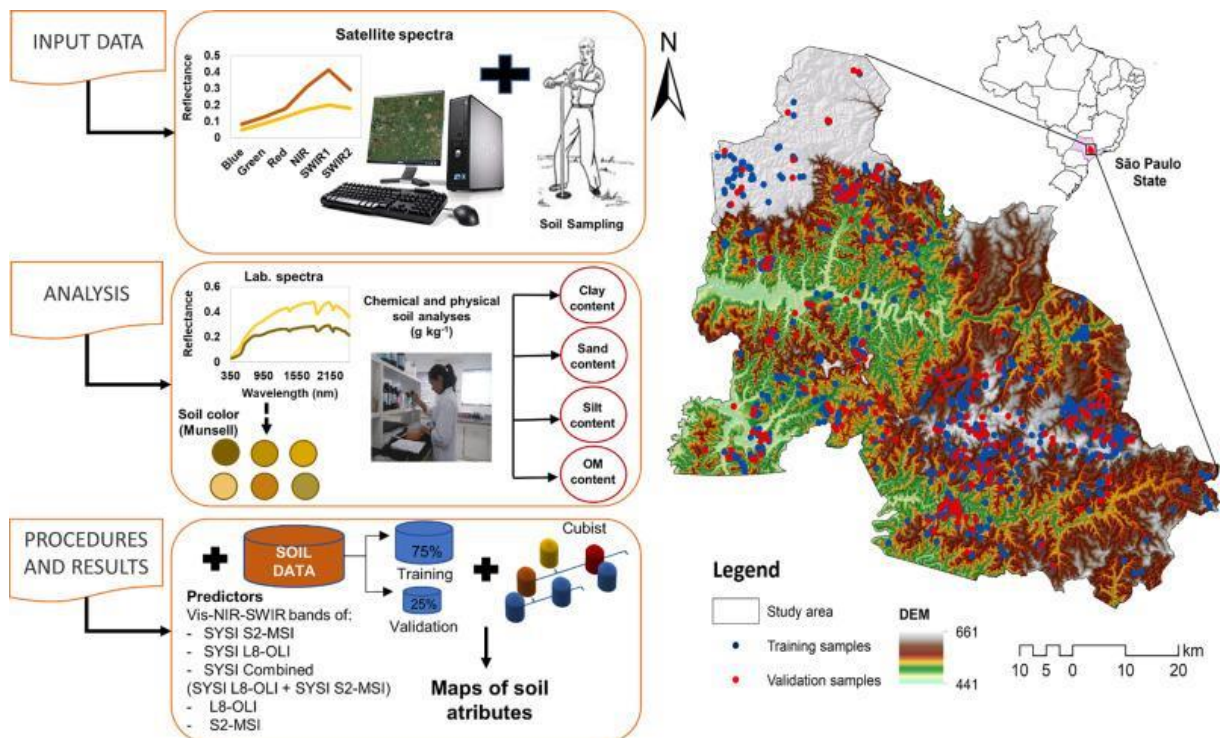 INPUT DATA
Satellite spectra
Reflectance
0.5
0.4
0.3
0.2
0.1
0
Blue
Green
Red
NIR
SWIR1
SWIR2
Soil Sampling
ANALYSIS
Lab. spectra
Reflectance
0.6
0.4
0.2
0
350 950 1550 2150
Wavelength (nm)
Soil color
(Munsell)
Chemical and physical
soil analyses
(g kg⁻¹)
Clay
content
Sand
content
Silt
content
OM
content
PROCEDURES
AND RESULTS
SOIL
DATA
75%
Training
25%
Validation
Cubist
Predictors
Vis-NIR-SWIR bands of:
- SYSI S2-MSI
- SYSI L8-OLI
- SYSI Combined
(SYSI L8-OLI + SYSI S2-MSI)
- L8-OLI
- S2-MSI
Maps of soil
atributes
N
São Paulo
State
Legend
Study area
Training samples
Validation samples
DEM
661
441
10 5 0 10 20
km